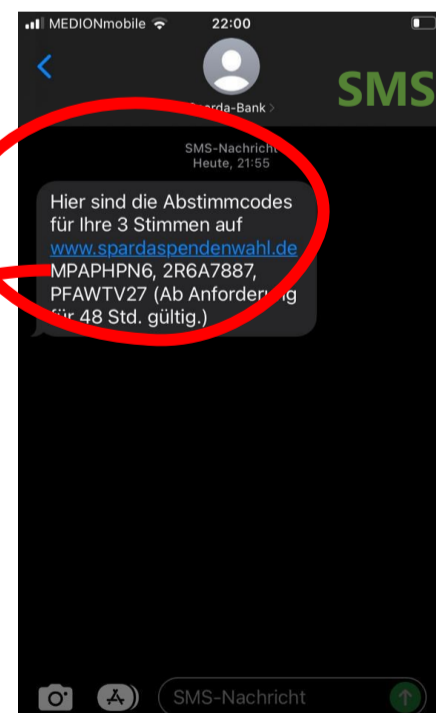 MEDIONmobile 22:00
SMS
Sparda-Bank
SMS-Nachricht
Heute, 21:55
Hier sind die Abstimmcodes
für Ihre 3 Stimmen auf
www.spardaspendenwahl.de
MPAPHPN6, 2R6A7887,
PFAWTV27 (Ab Anforderung
für 48 Std. gültig.)
SMS-Nachricht